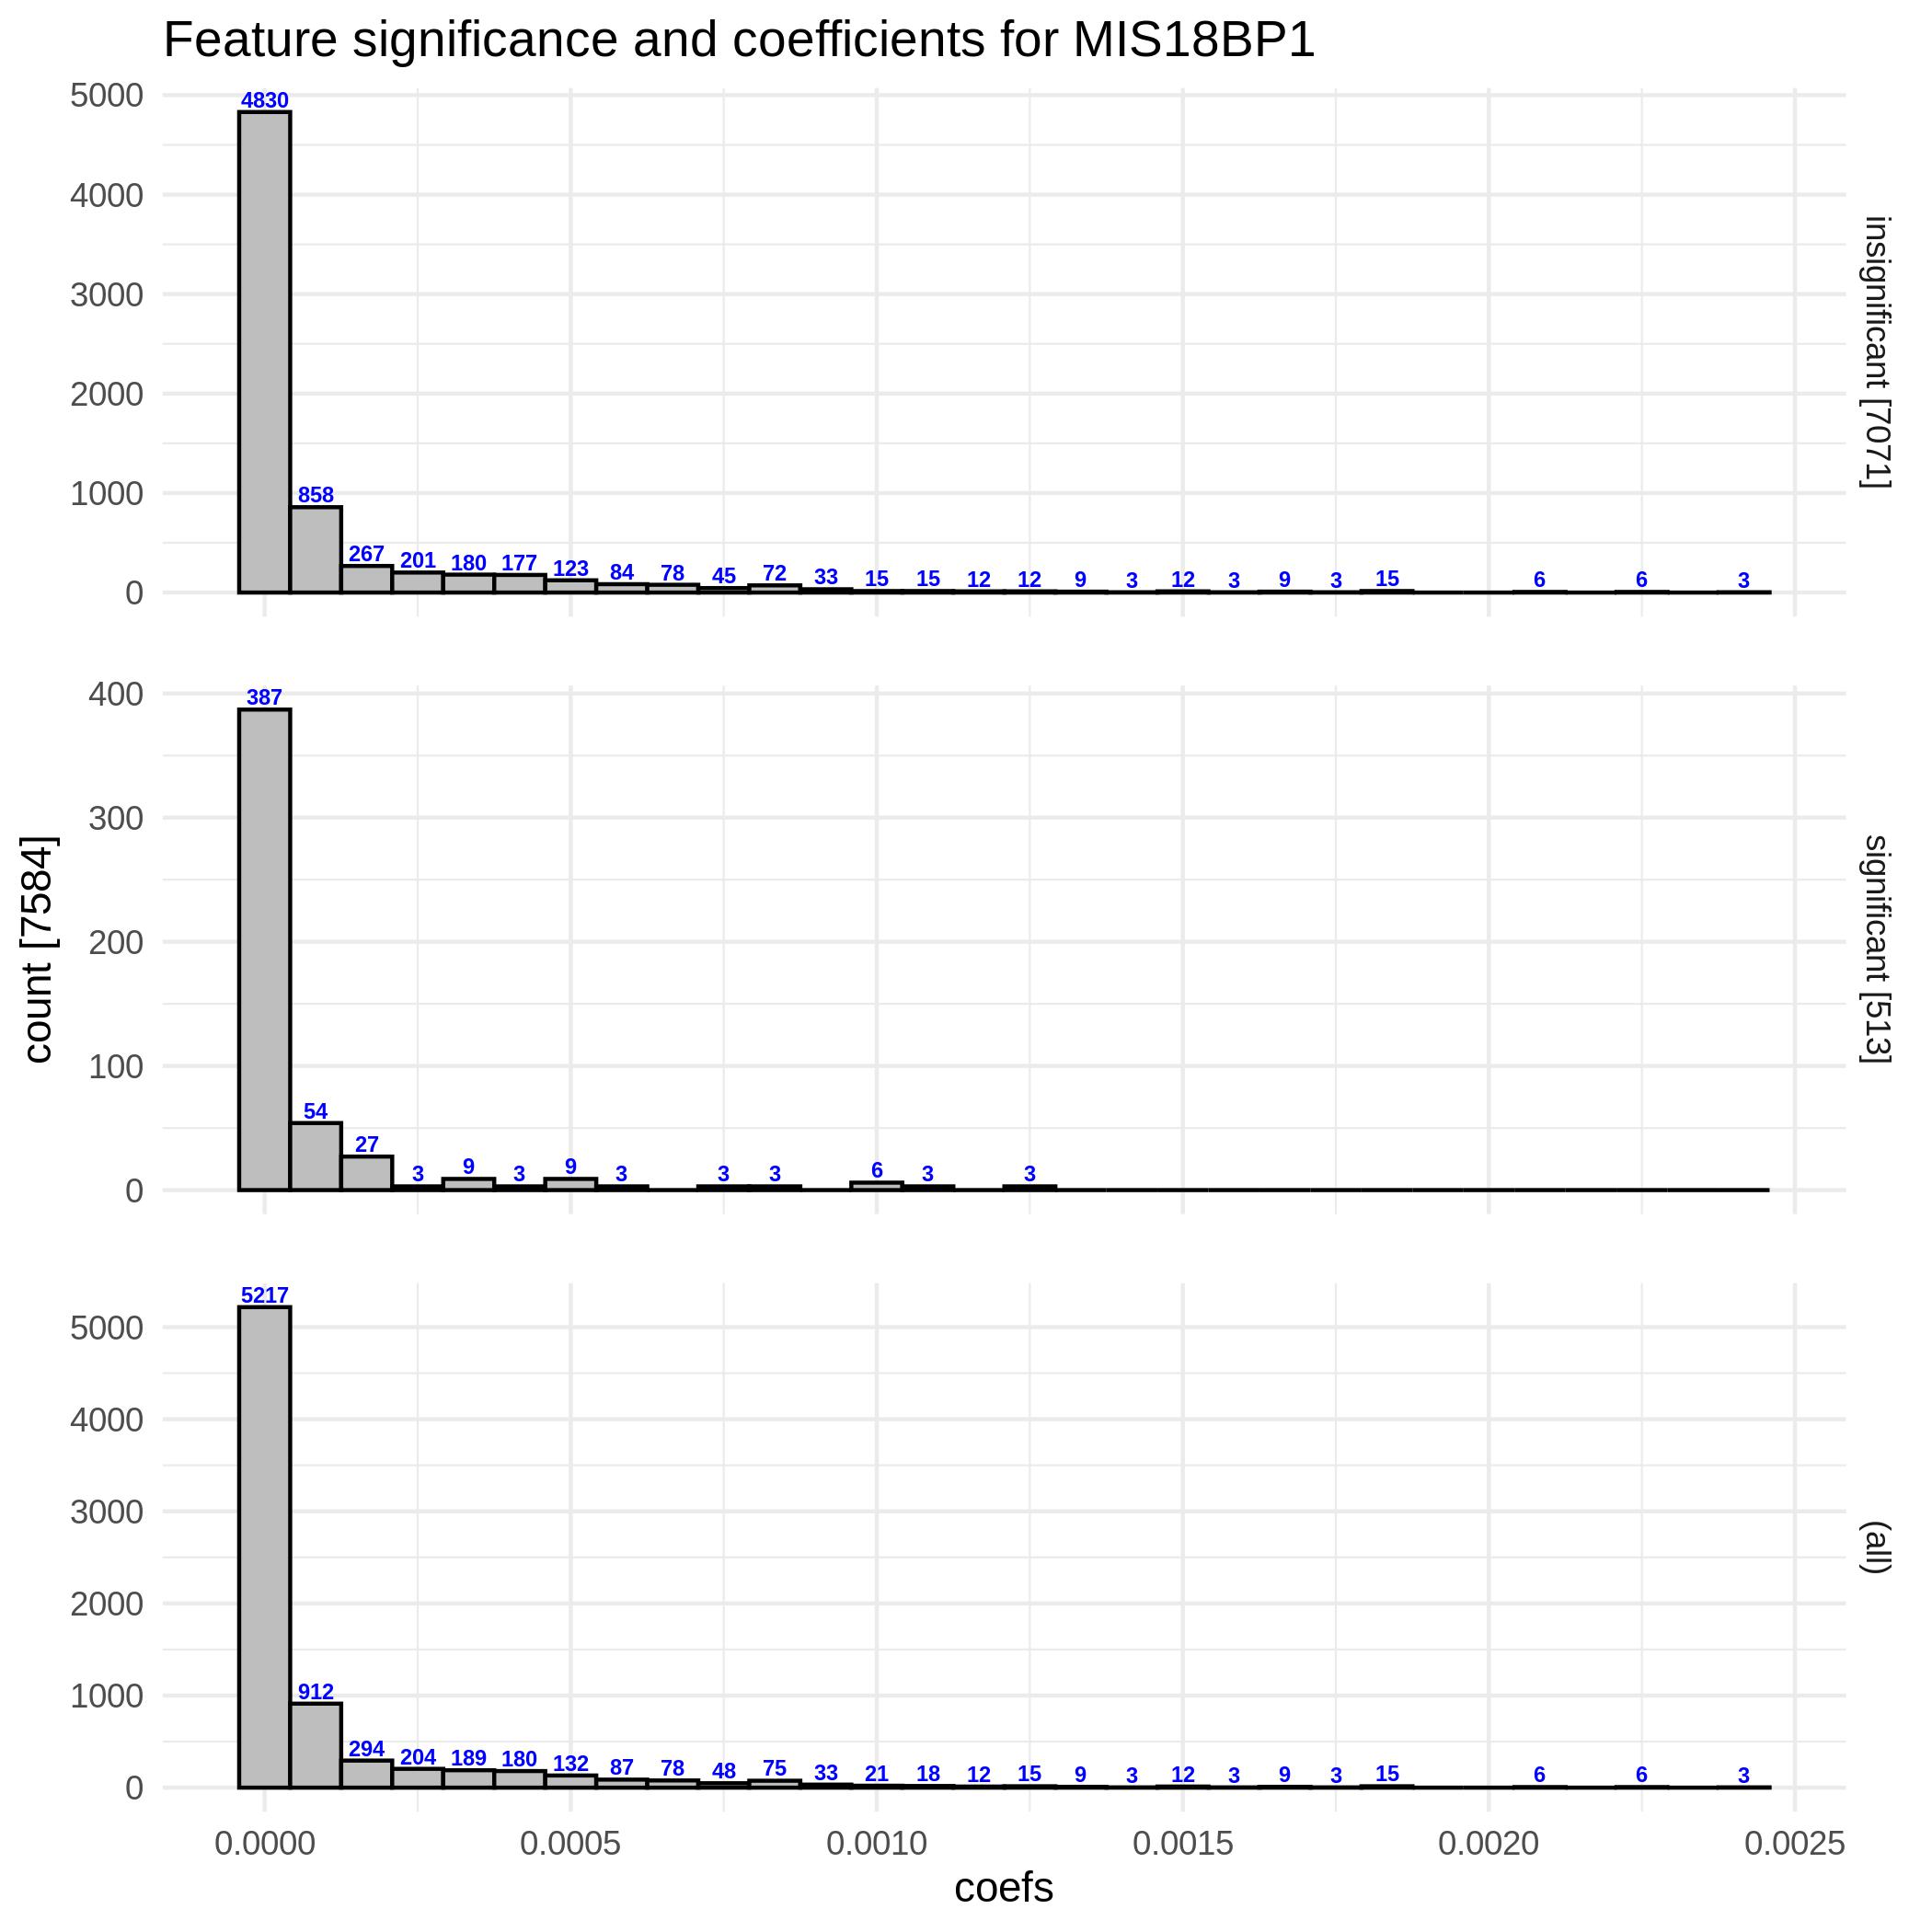 Feature significance and coefficients for MIS18BP1
5000
4000
3000
2000
1000
0
4830
858
267 201 180 177 123 84 78 45 72 33 15 15 12 12 9 3 12 3 9 3 15 6 6 3
insignificant [7071]
400
300
200
100
0
387
54
27
3 9 3 9 3 3 3 6 3 3
significant [513]
count [7584]
5000
4000
3000
2000
1000
0
5217
912
294 204 189 180 132 87 78 48 75 33 21 18 12 15 9 3 12 3 9 3 15 6 6 3
(all)
0.0000 0.0005 0.0010 0.0015 0.0020 0.0025
coefs